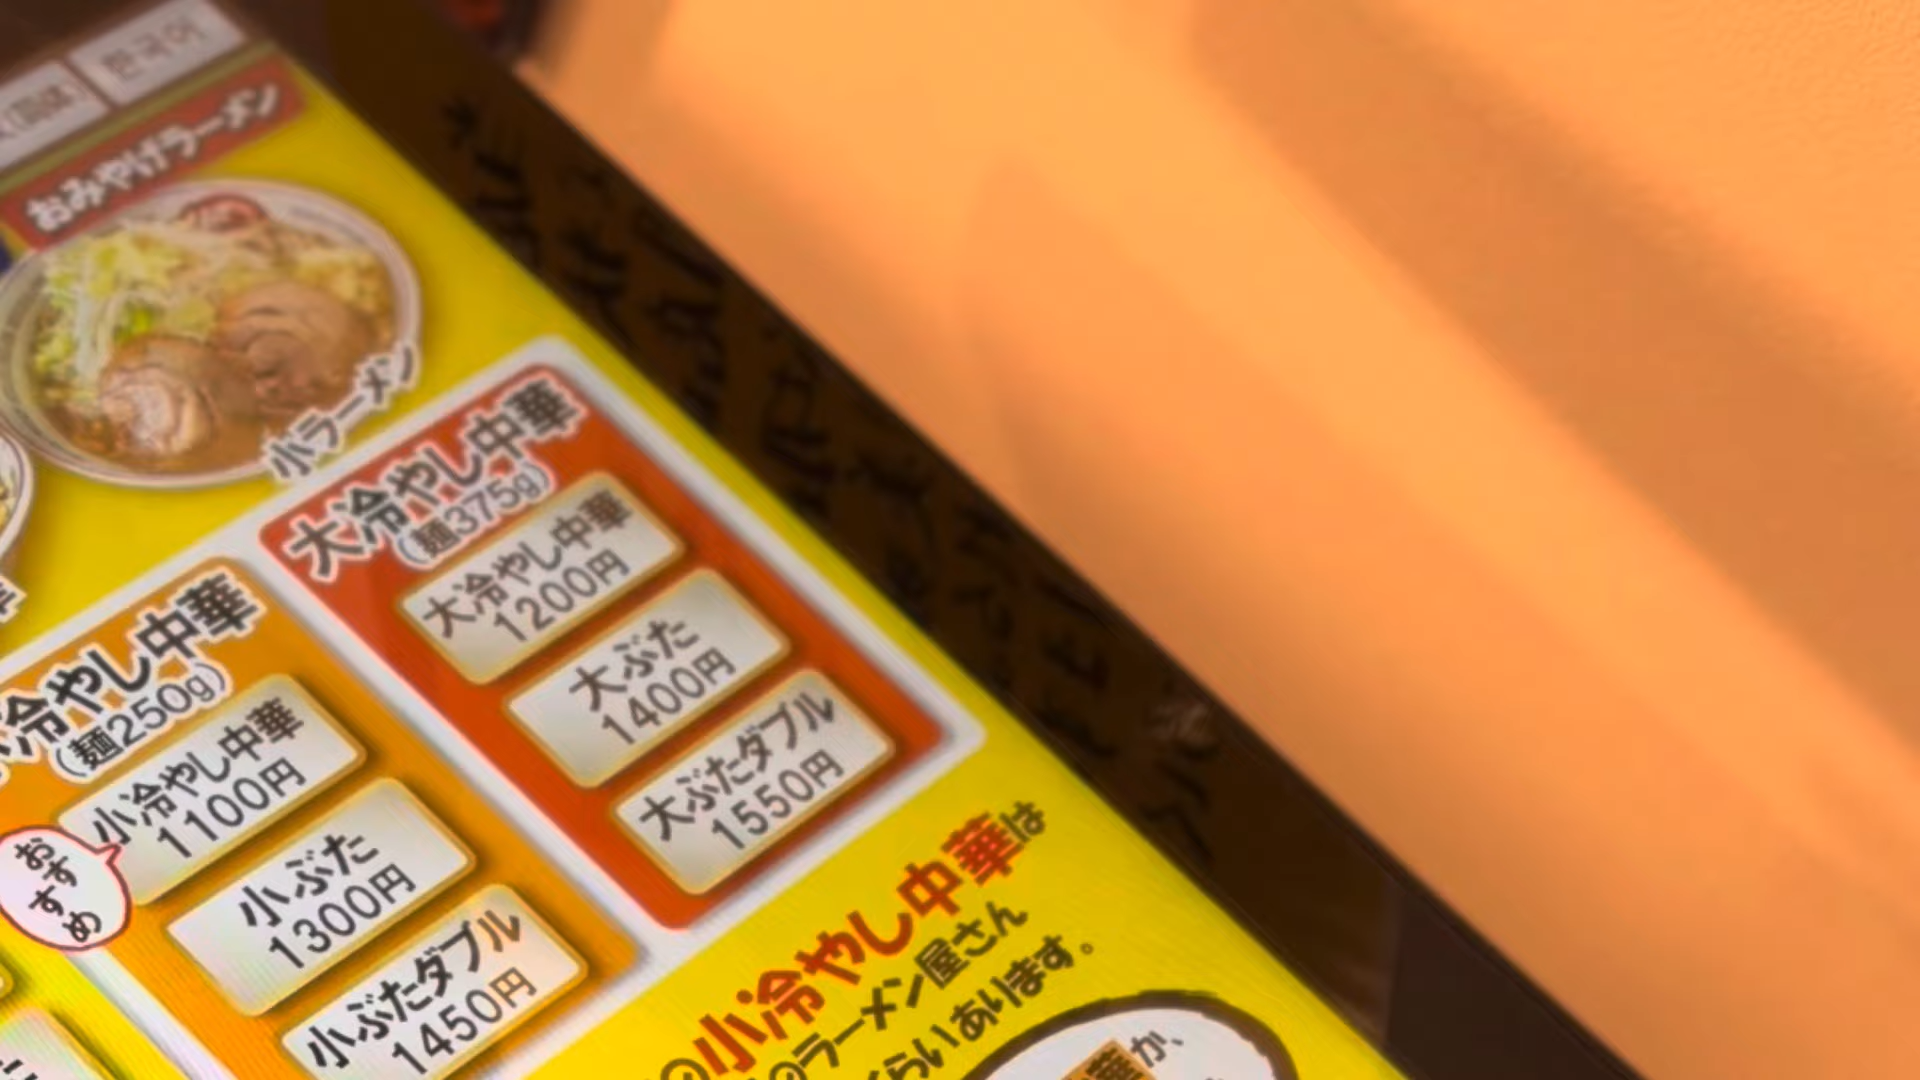 한국어
おみやげラーメン
小ラーメン
大冷やし中華
(麺375g)
大冷やし中華
1200円
大ぶた
1400円
大ぶたダブル
1550円
冷やし中華
(麺250g)
小冷やし中華
1100円
おすすめ
小ぶた
1300円
小ぶたダブル
1450円
の小冷やし中華は
のラーメン屋さん
くらいあります。
華か、